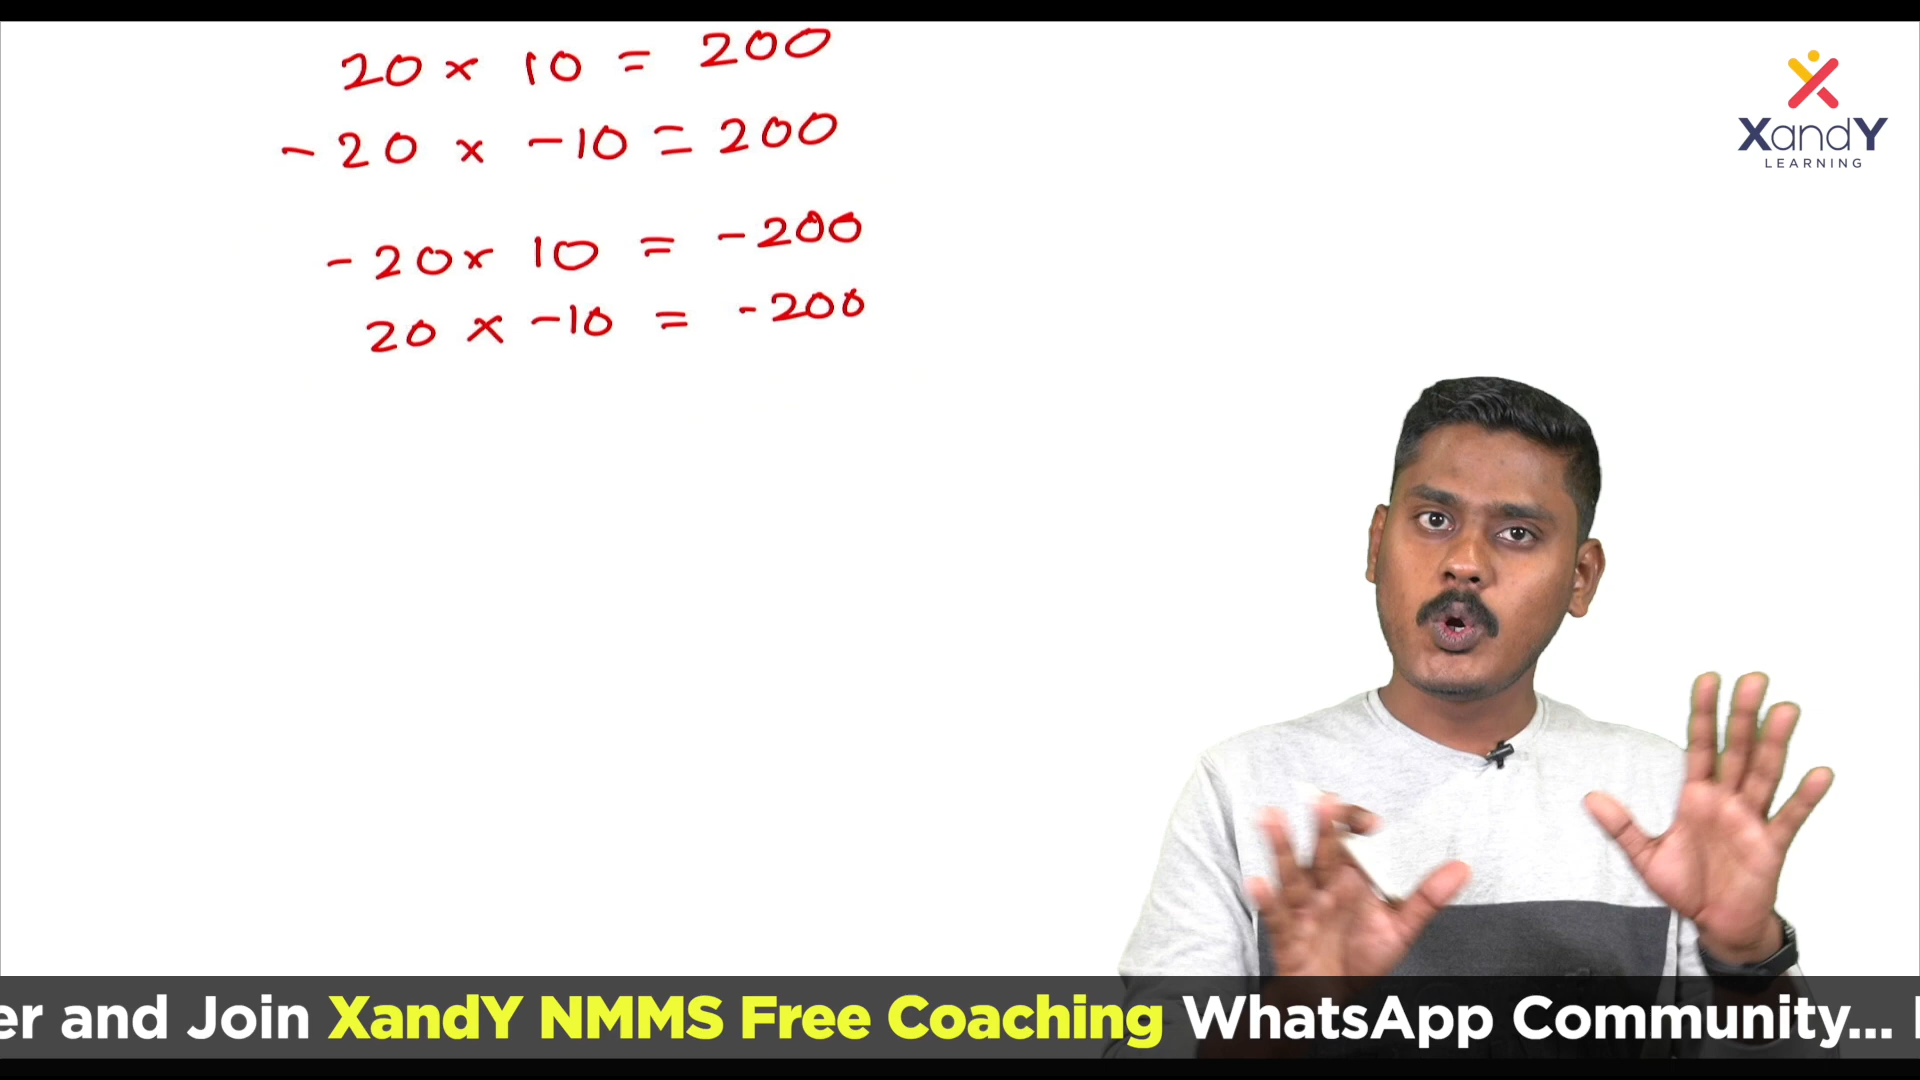 20 × 10 = 200
-20 × -10 = 200
-20 × 10 = -200
20 × -10 = -200
XandY
LEARNING
er and Join XandY NMMS Free Coaching WhatsApp Community...